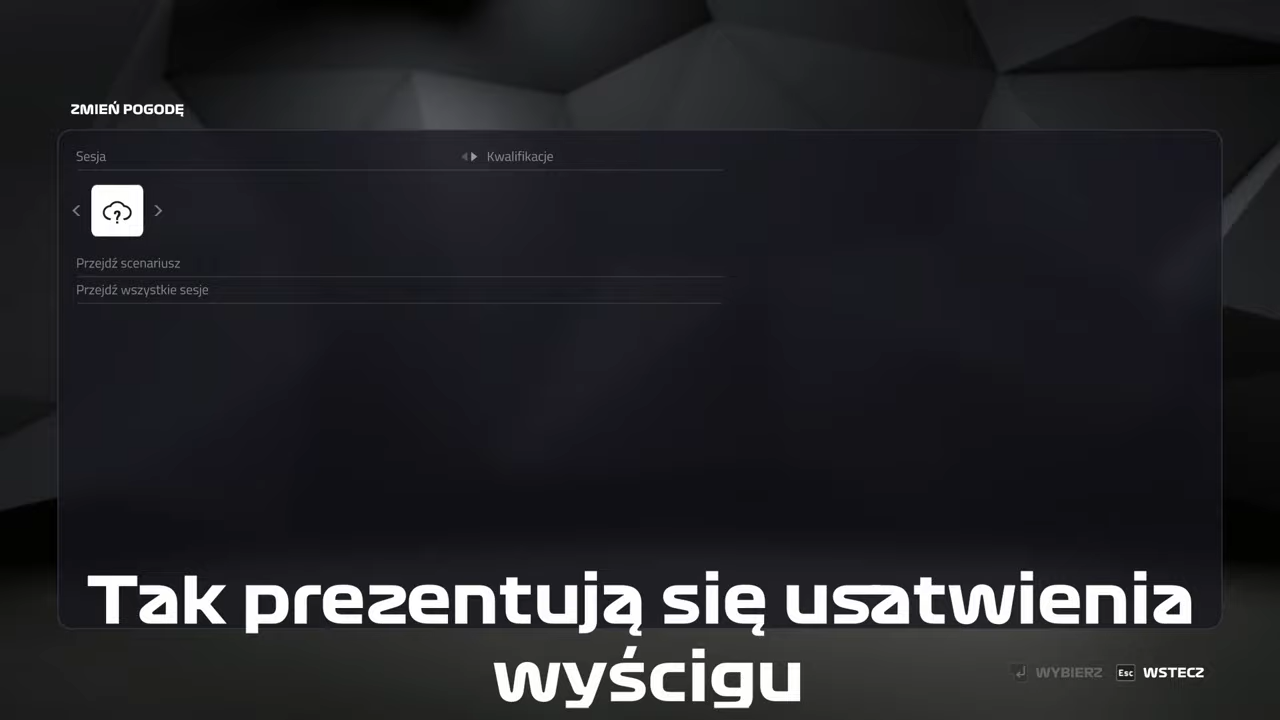 ZMIEŃ POGODĘ
Sesja Kwalifikacje
Przejdź scenariusz
Przejdź wszystkie sesje
Tak prezentują się usatwienia
wyścigu
WYBIERZ Esc WSTECZ